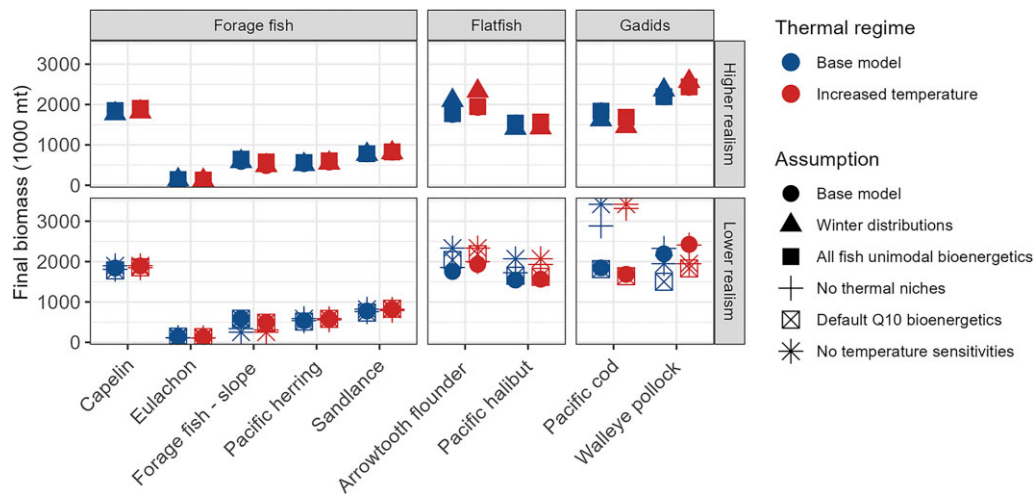 Forage fish
Flatfish
Gadids
Final biomass (1000 mt)
3000
2000
1000
0
Higher realism
3000
2000
1000
0
Lower realism
Capelin
Eulachon
Forage fish - slope
Pacific herring
Sandlance
Arrowtooth flounder
Pacific halibut
Pacific cod
Walleye pollock
Thermal regime
Base model
Increased temperature
Assumption
Base model
Winter distributions
All fish unimodal bioenergetics
No thermal niches
Default Q10 bioenergetics
No temperature sensitivities